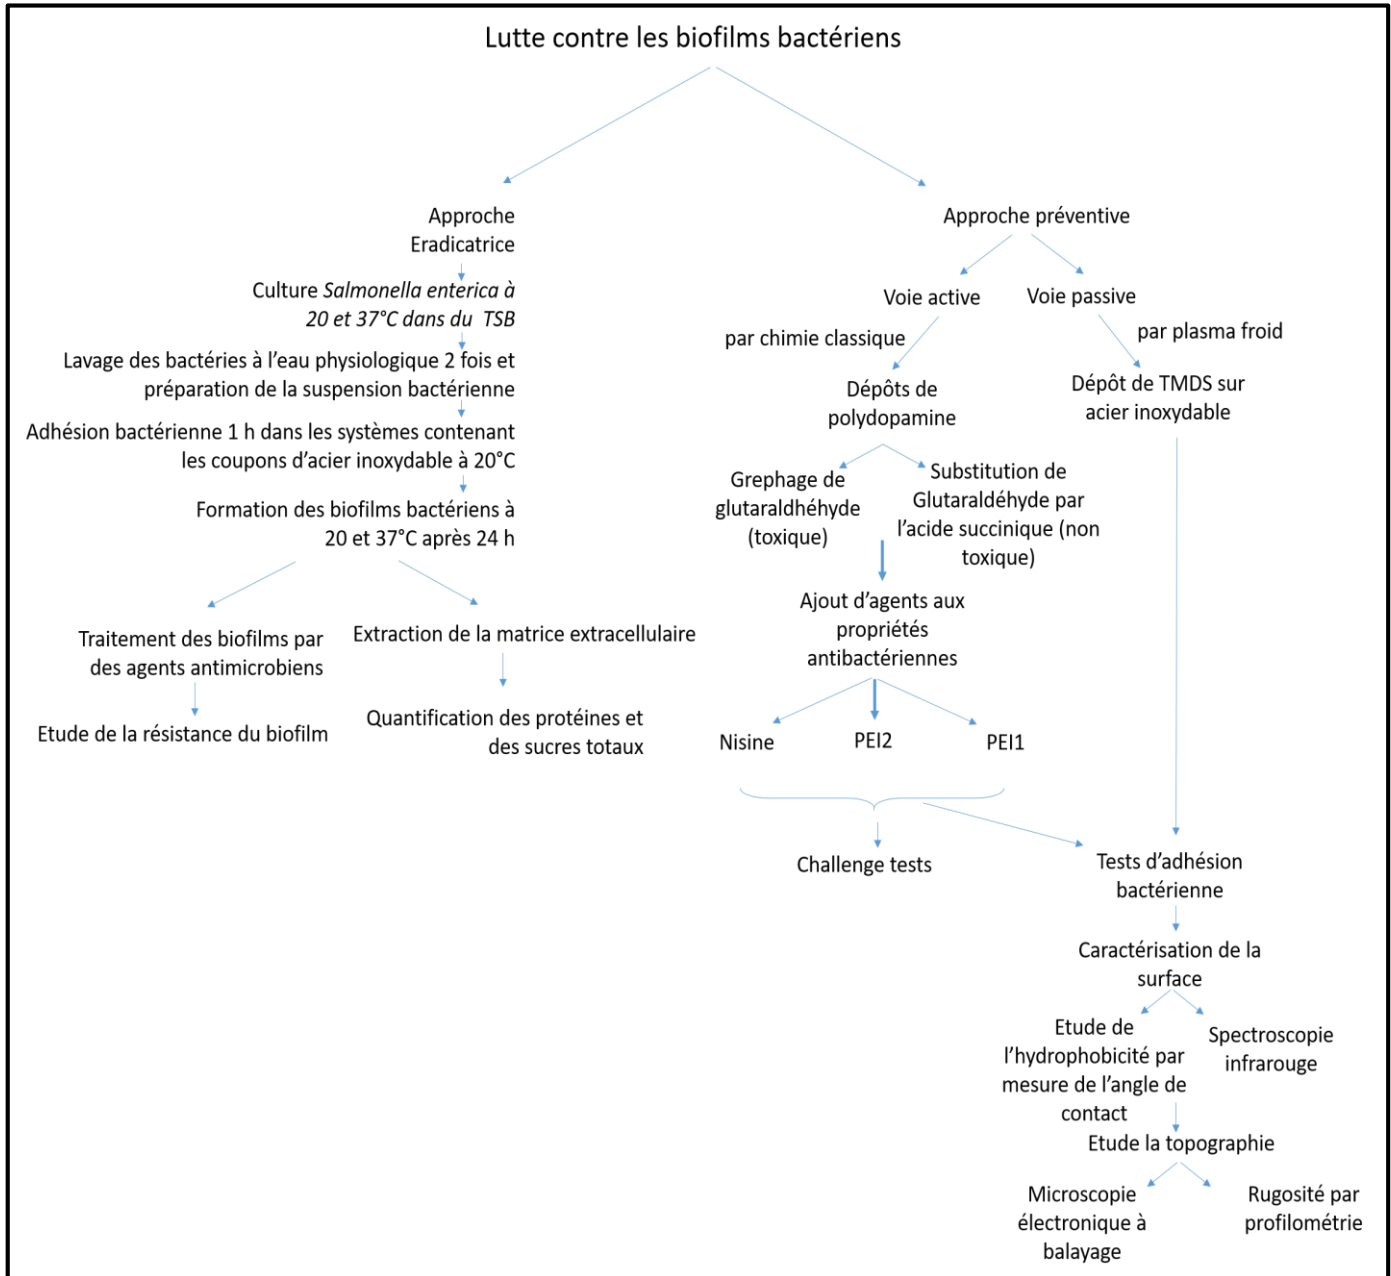 Lutte contre les biofilms bactériens
Approche
Eradicatrice
Culture Salmonella enterica à
20 et 37°C dans du TSB
Lavage des bactéries à l'eau physiologique 2 fois et
préparation de la suspension bactérienne
Adhésion bactérienne 1 h dans les systèmes contenant
les coupons d'acier inoxydable à 20°C
Formation des biofilms bactériens à
20 et 37°C après 24 h
Traitement des biofilms par
des agents antimicrobiens
Etude de la résistance du biofilm
Extraction de la matrice extracellulaire
Quantification des protéines et
des sucres totaux
Approche préventive
Voie active
Voie passive
par chimie classique
par plasma froid
Dépôts de
polydopamine
Dépôt de TMDS sur
acier inoxydable
Grephage de
glutaraldhéhyde
(toxique)
Substitution de
Glutaraldéhyde par
l'acide succinique (non
toxique)
Ajout d'agents aux
propriétés
antibactériennes
Nisine
PEI2
PEI1
Challenge tests
Tests d'adhésion
bactérienne
Caractérisation de la
surface
Etude de
l'hydrophobicité par
mesure de l'angle de
contact
Spectroscopie
infrarouge
Etude la topographie
Microscopie
électronique à
balayage
Rugosité par
profilométrie